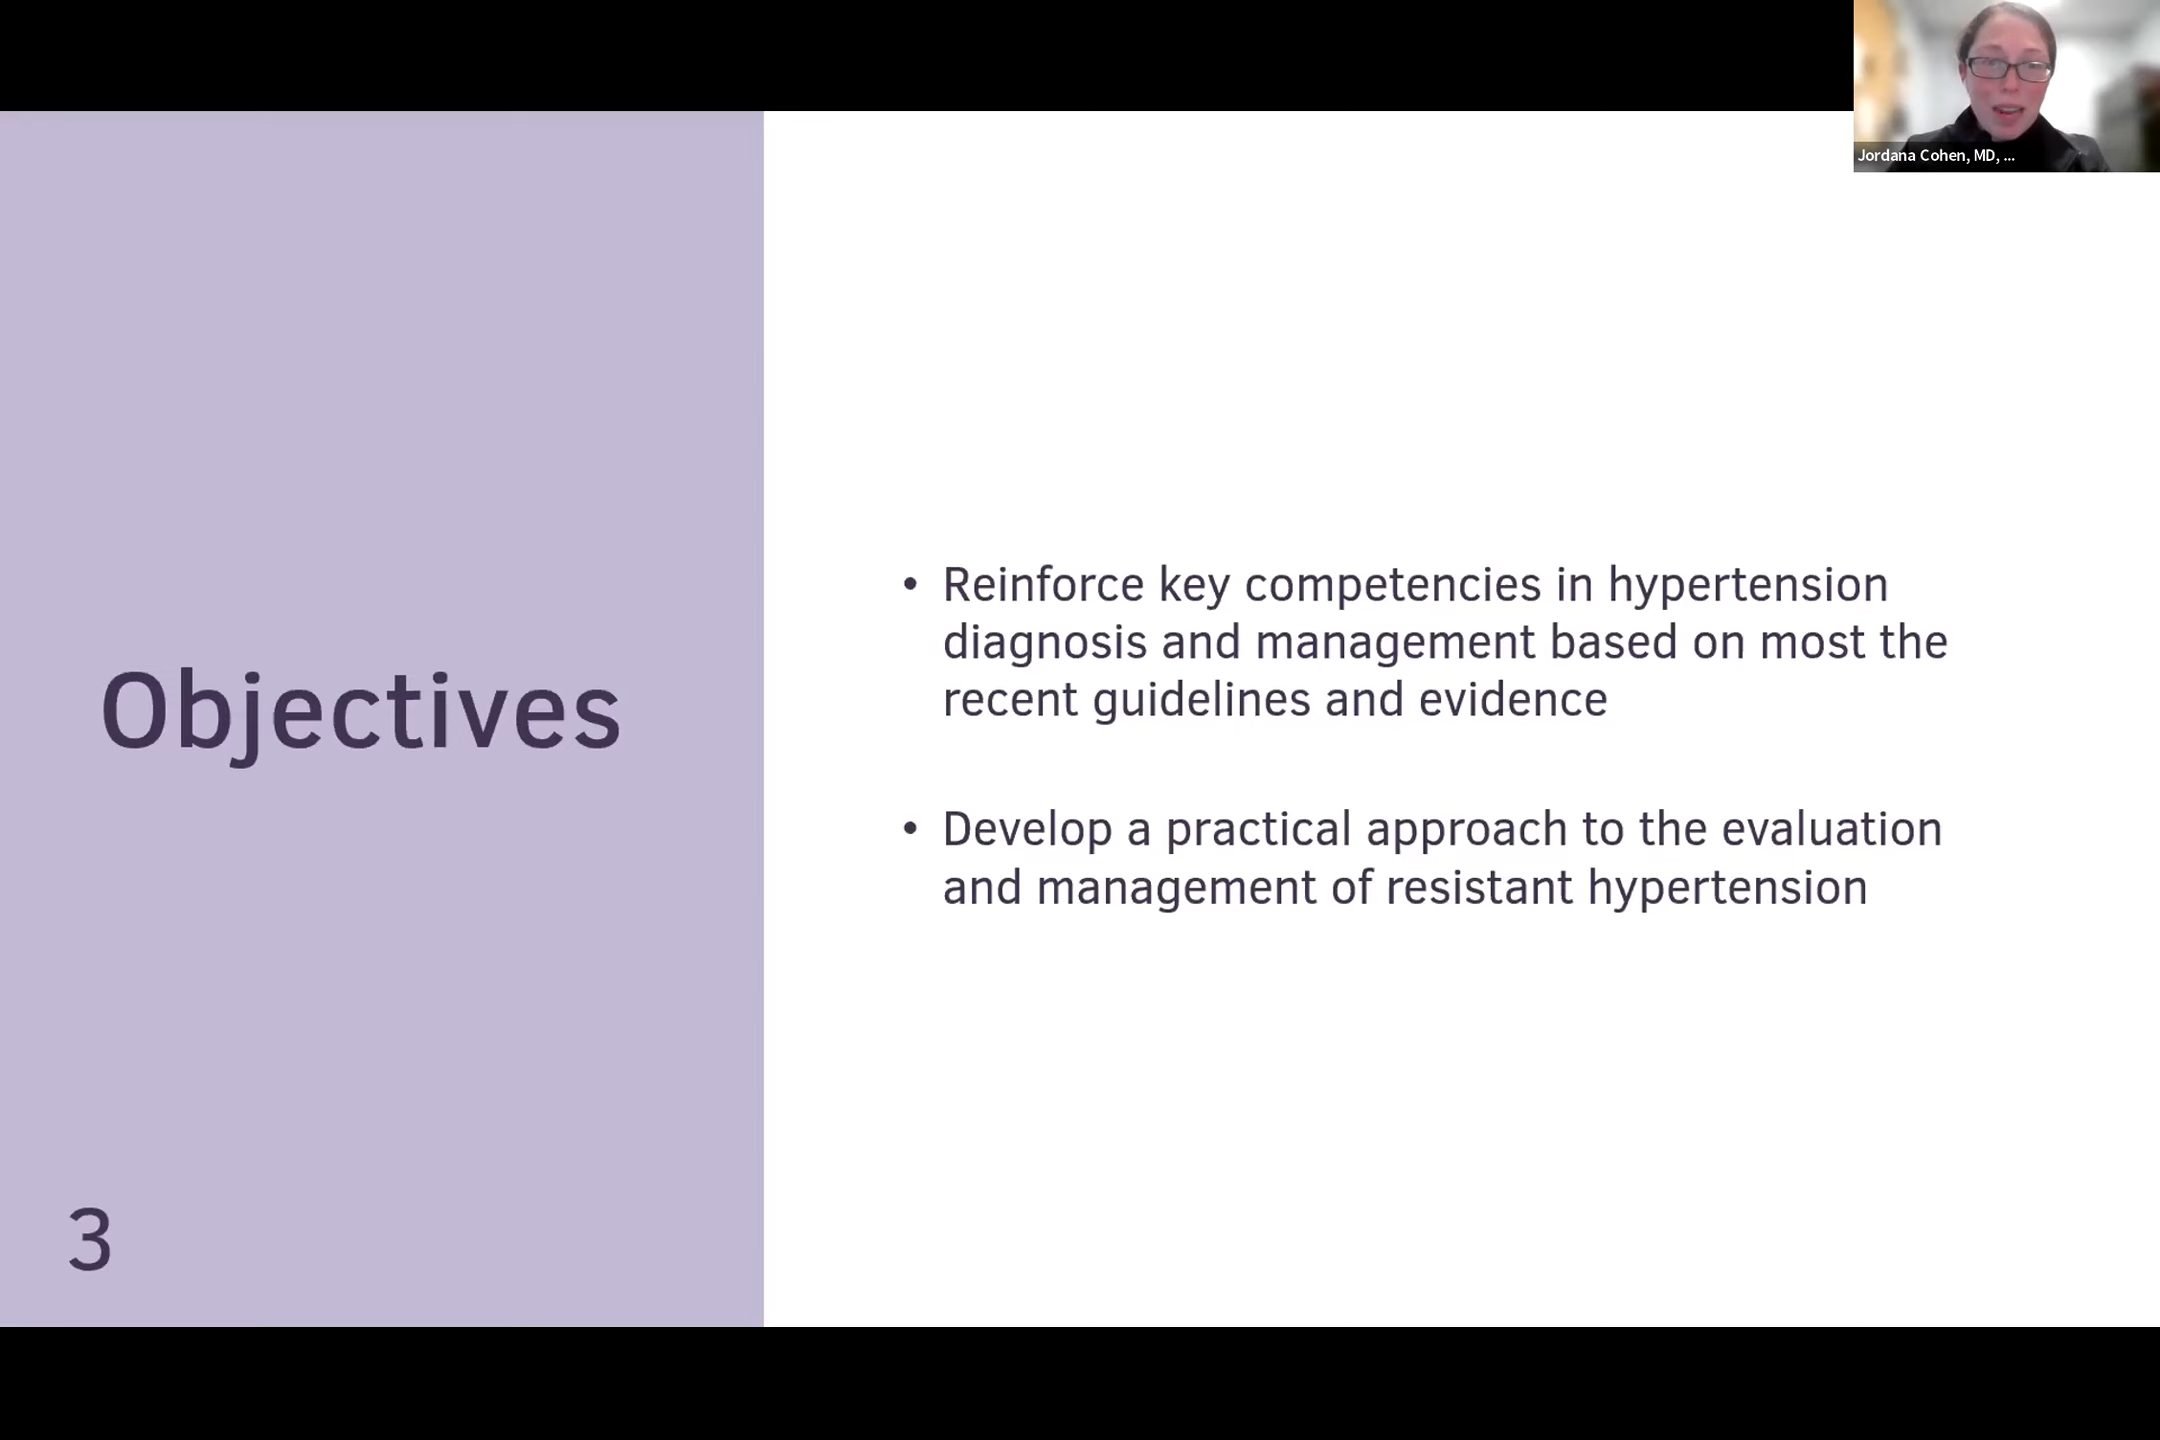 Jordana Cohen, MD, ...
Objectives
• Reinforce key competencies in hypertension
diagnosis and management based on most the
recent guidelines and evidence
• Develop a practical approach to the evaluation
and management of resistant hypertension
3